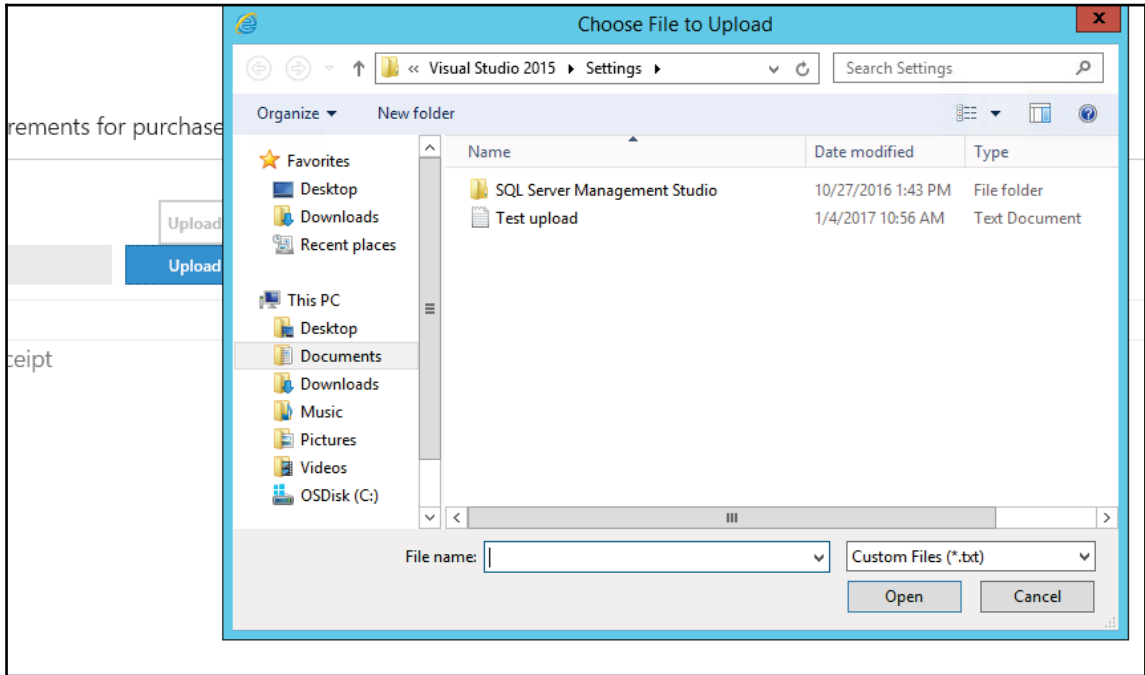 Choose File to Upload
x
« Visual Studio 2015 Settings
Search Settings
Organize New folder
rements for purchase
Name Date modified Type
Favorites
Desktop
Downloads
Recent places
SQL Server Management Studio 10/27/2016 1:43 PM File folder
Test upload 1/4/2017 10:56 AM Text Document
Upload
Upload
This PC
Desktop
ceipt
Documents
Downloads
Music
Pictures
Videos
OSDisk (C:)
File name: Custom Files (*.txt)
Open Cancel